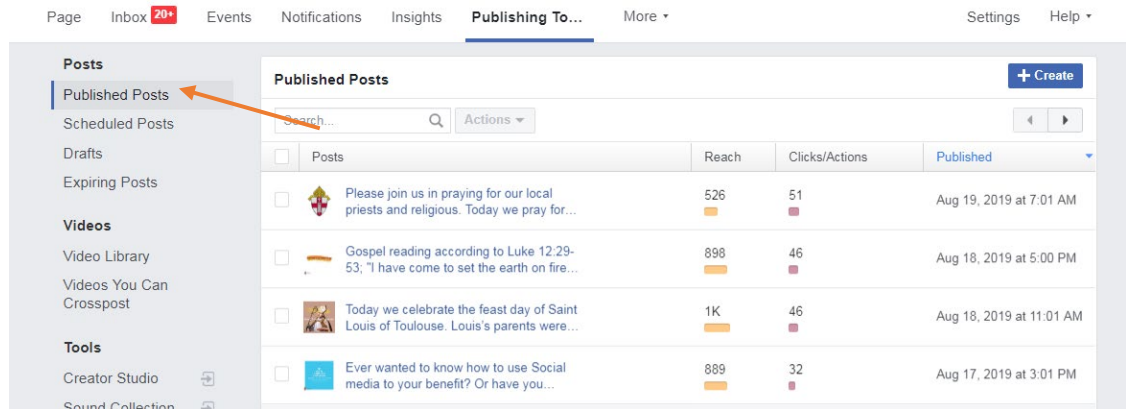 Page Inbox 20+ Events Notifications Insights Publishing To... More Settings Help
Posts
Published Posts
Scheduled Posts
Drafts
Expiring Posts
Videos
Video Library
Videos You Can
Crosspost
Tools
Creator Studio
Sound Collection
Published Posts
+ Create
Search... Actions
Posts Reach Clicks/Actions Published
Please join us in praying for our local
priests and religious. Today we pray for...
526 51 Aug 19, 2019 at 7:01 AM
Gospel reading according to Luke 12:29-
53; "I have come to set the earth on fire...
898 46 Aug 18, 2019 at 5:00 PM
Today we celebrate the feast day of Saint
Louis of Toulouse. Louis's parents were...
1K 46 Aug 18, 2019 at 11:01 AM
Ever wanted to know how to use Social
media to your benefit? Or have you...
889 32 Aug 17, 2019 at 3:01 PM